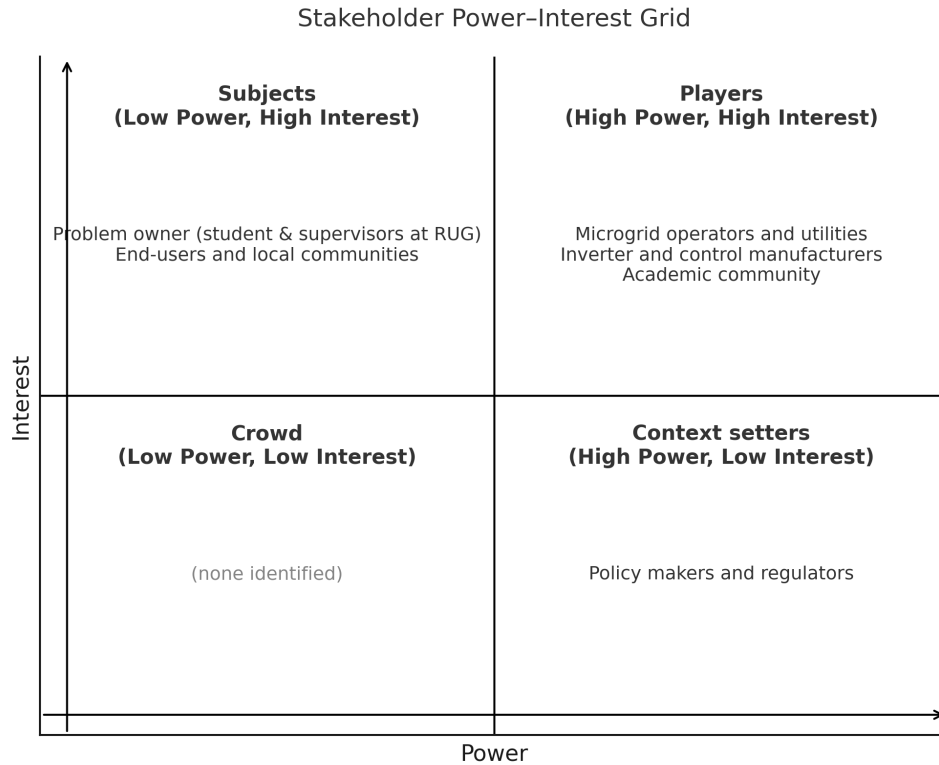 Stakeholder Power–Interest Grid
Subjects
(Low Power, High Interest)
Problem owner (student & supervisors at RUG)
End-users and local communities
Players
(High Power, High Interest)
Microgrid operators and utilities
Inverter and control manufacturers
Academic community
Interest
Crowd
(Low Power, Low Interest)
(none identified)
Context setters
(High Power, Low Interest)
Policy makers and regulators
Power